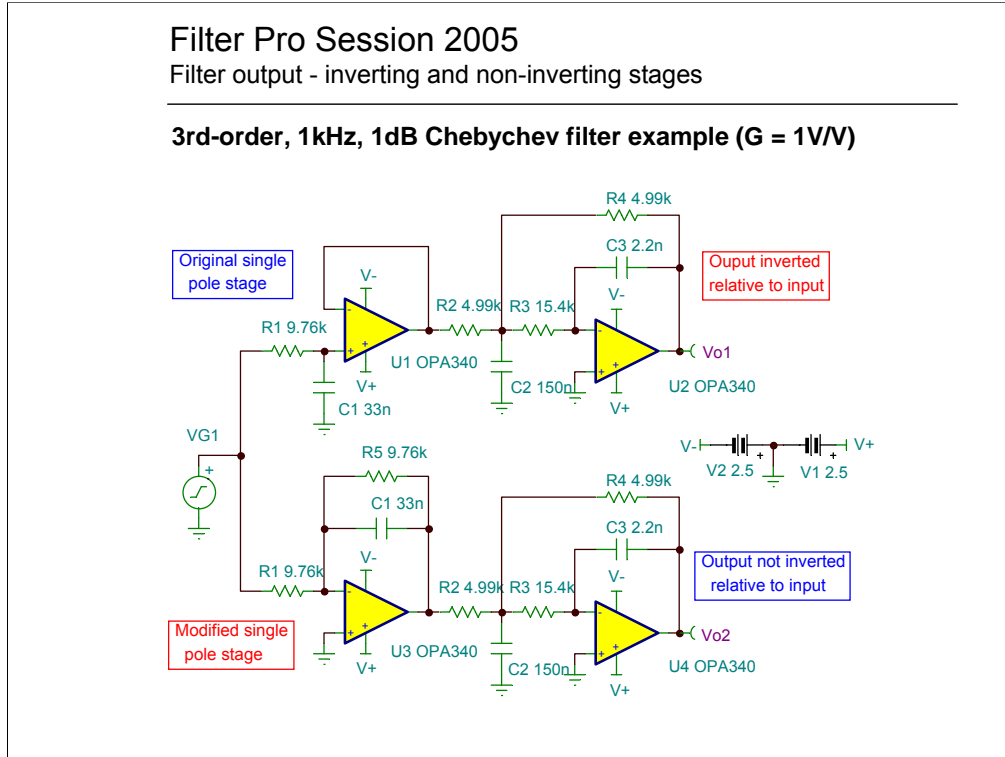 Filter Pro Session 2005
Filter output - inverting and non-inverting stages
3rd-order, 1kHz, 1dB Chebychev filter example (G = 1V/V)
R4 4.99k
C3 2.2n
Original single
pole stage
Ouput inverted
relative to input
V-
V-
R2 4.99k
R3 15.4k
R1 9.76k
-
+
+
-
+
+
Vo1
U1 OPA340
U2 OPA340
V+
C2 150n
V+
C1 33n
VG1
+
R5 9.76k
C1 33n
V-
V+
+
+
V2 2.5
V1 2.5
R4 4.99k
C3 2.2n
V-
V-
Output not inverted
relative to input
R1 9.76k
R2 4.99k
R3 15.4k
-
+
+
-
+
+
Vo2
Modified single
pole stage
U3 OPA340
U4 OPA340
V+
C2 150n
V+